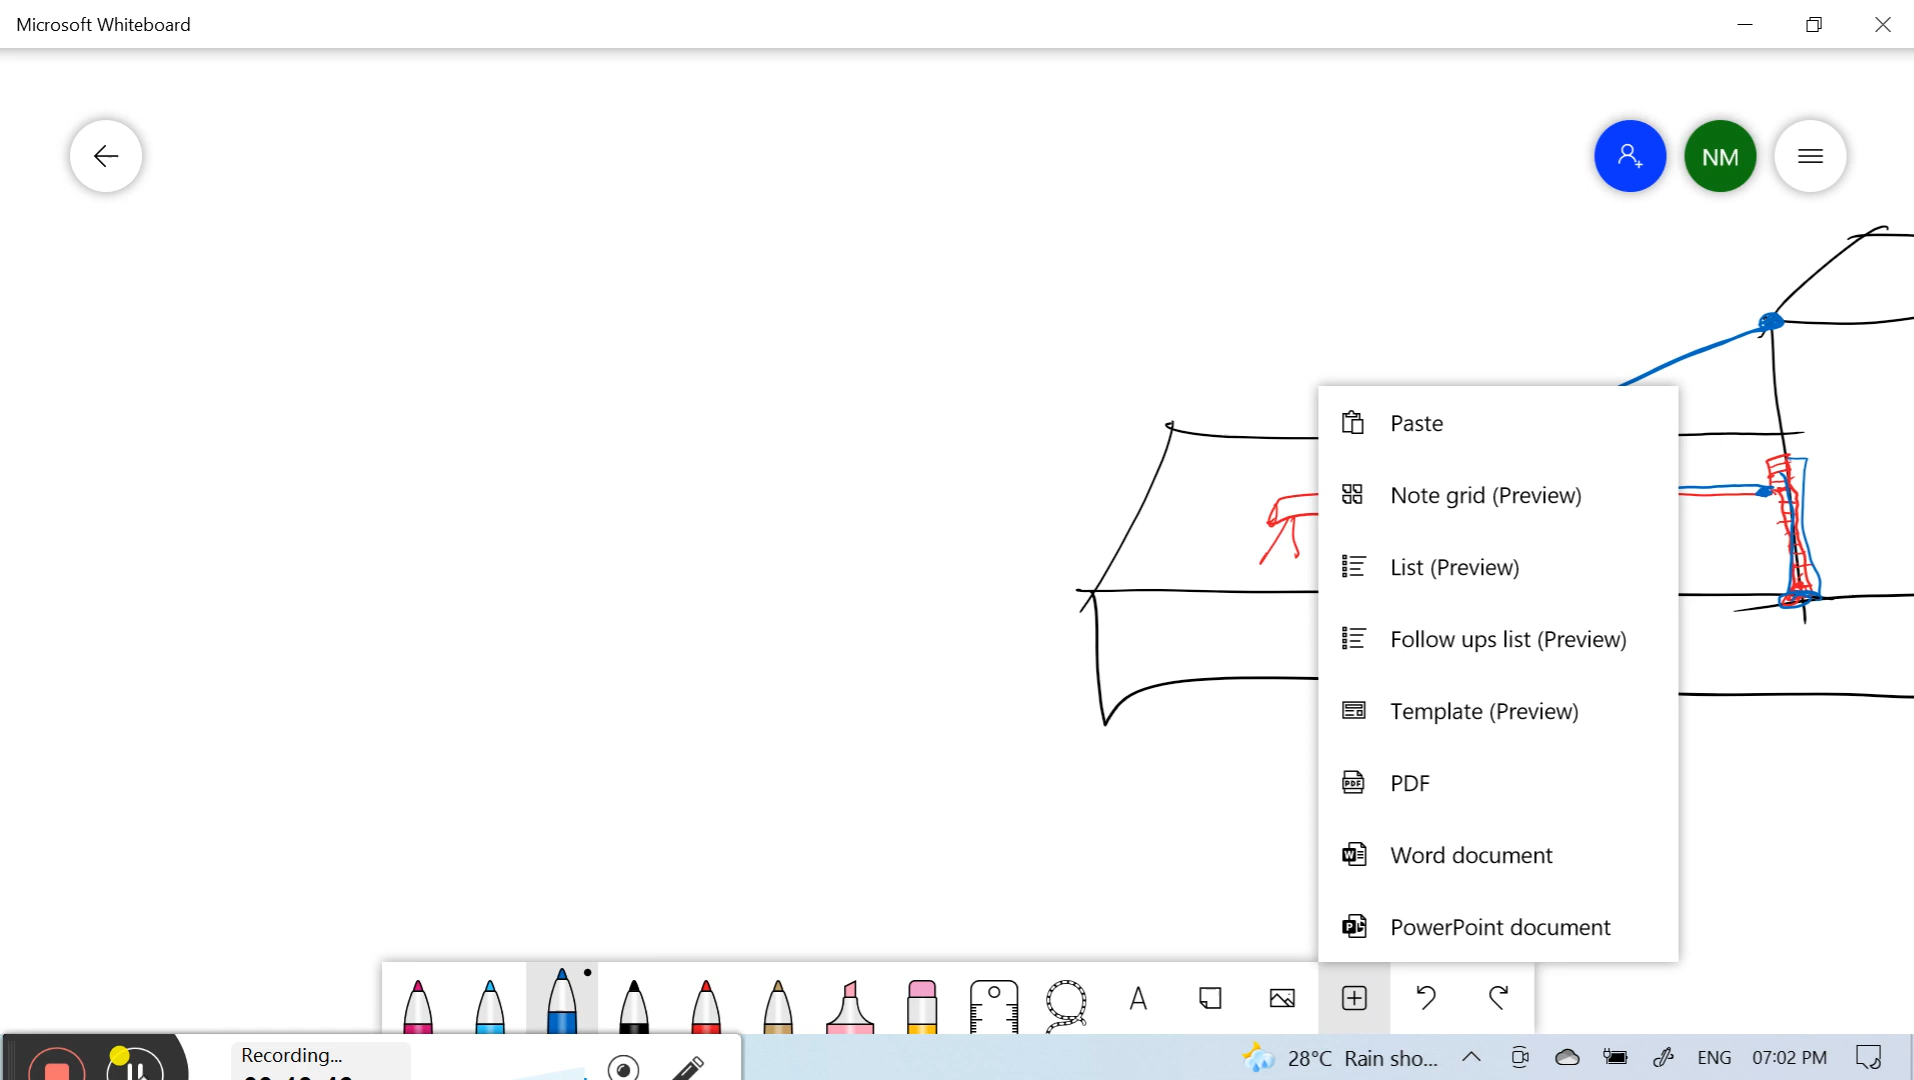 Microsoft Whiteboard
NM
Paste
Note grid (Preview)
List (Preview)
Follow ups list (Preview)
Template (Preview)
PDF
Word document
PowerPoint document
A
Recording...
28°C Rain sho...
ENG
07:02 PM